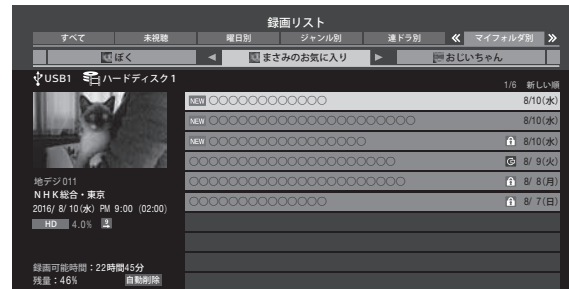 録画リスト
すべて 未視聴 曜日別 ジャンル別 連ドラ別 « マイフォルダ別 »
ぼく ◀ まさみのお気に入り ▶ おじいちゃん
USB1 ハードディスク1
1/6 新しい順
NEW ○○○○○○○○○○○○ 8/10(水)
NEW ○○○○○○○○○○○○○○○○○○○○○ 8/10(水)
NEW ○○○○○○○○○○○○○○○○ 8/10(水)
○○○○○○○○○○○○○○○○○○○○○ 8/ 9(火)
○○○○○○○○○○○○○○○○○○○○○○ 8/ 8(月)
○○○○○○○○○○○○○○ 8/ 7(日)
地デジ011
NHK総合・東京
2016/ 8/10(水) PM 9:00 (02:00)
HD 4.0%
録画可能時間：22時間45分
残量：46% 自動削除